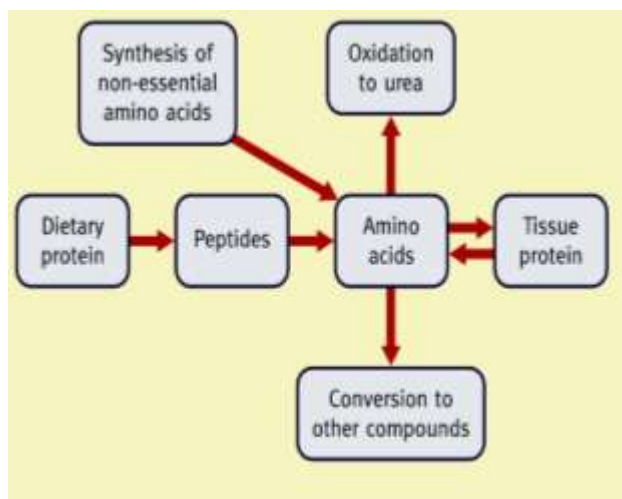 Synthesis of
non-essential
amino acids
Oxidation
to urea
Dietary
protein
Peptides
Amino
acids
Tissue
protein
Conversion to
other compounds